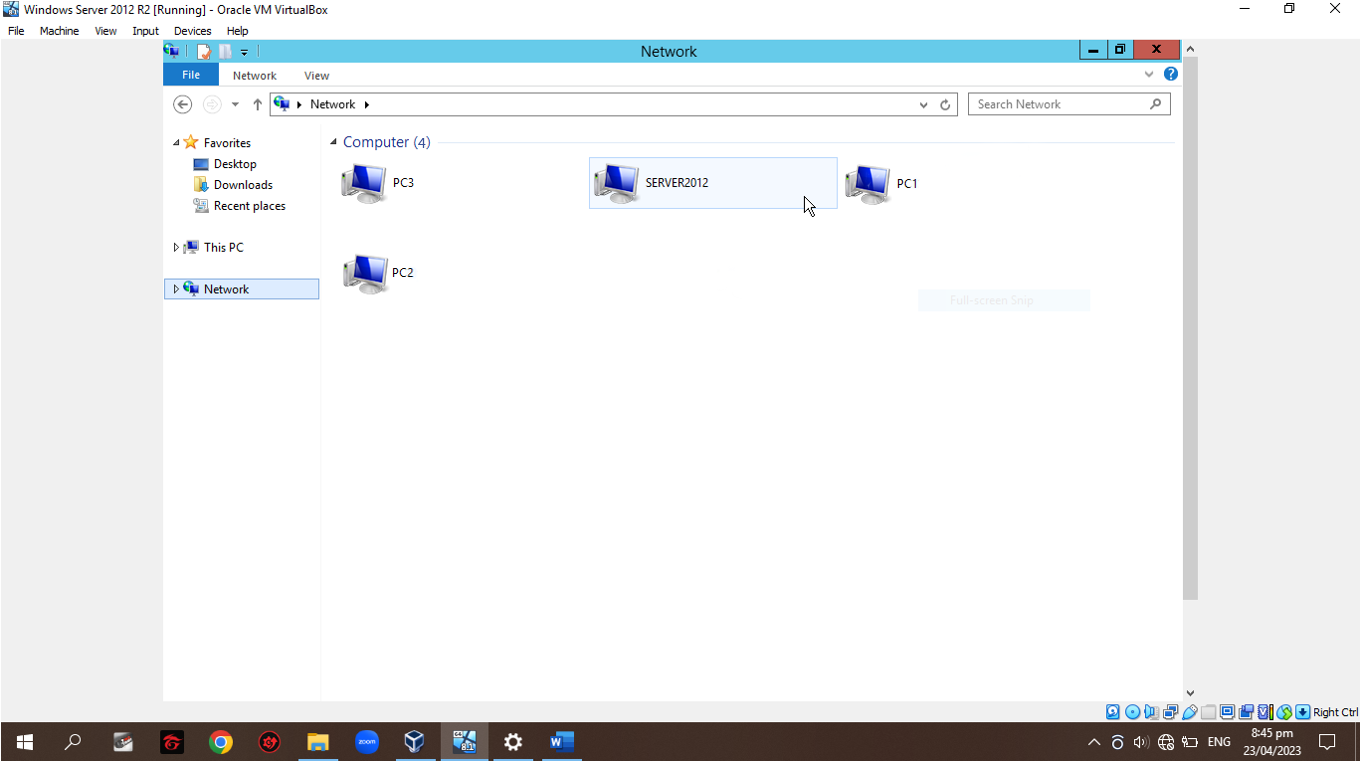 Windows Server 2012 R2 [Running] - Oracle VM VirtualBox
File Machine View Input Devices Help
Network
File Network View
Network
Search Network
Favorites
Desktop
Downloads
Recent places
This PC
Network
Computer (4)
PC3
SERVER2012
PC1
PC2
Full-screen Snip
Right Ctrl
zoom
ENG
8:45 pm
23/04/2023